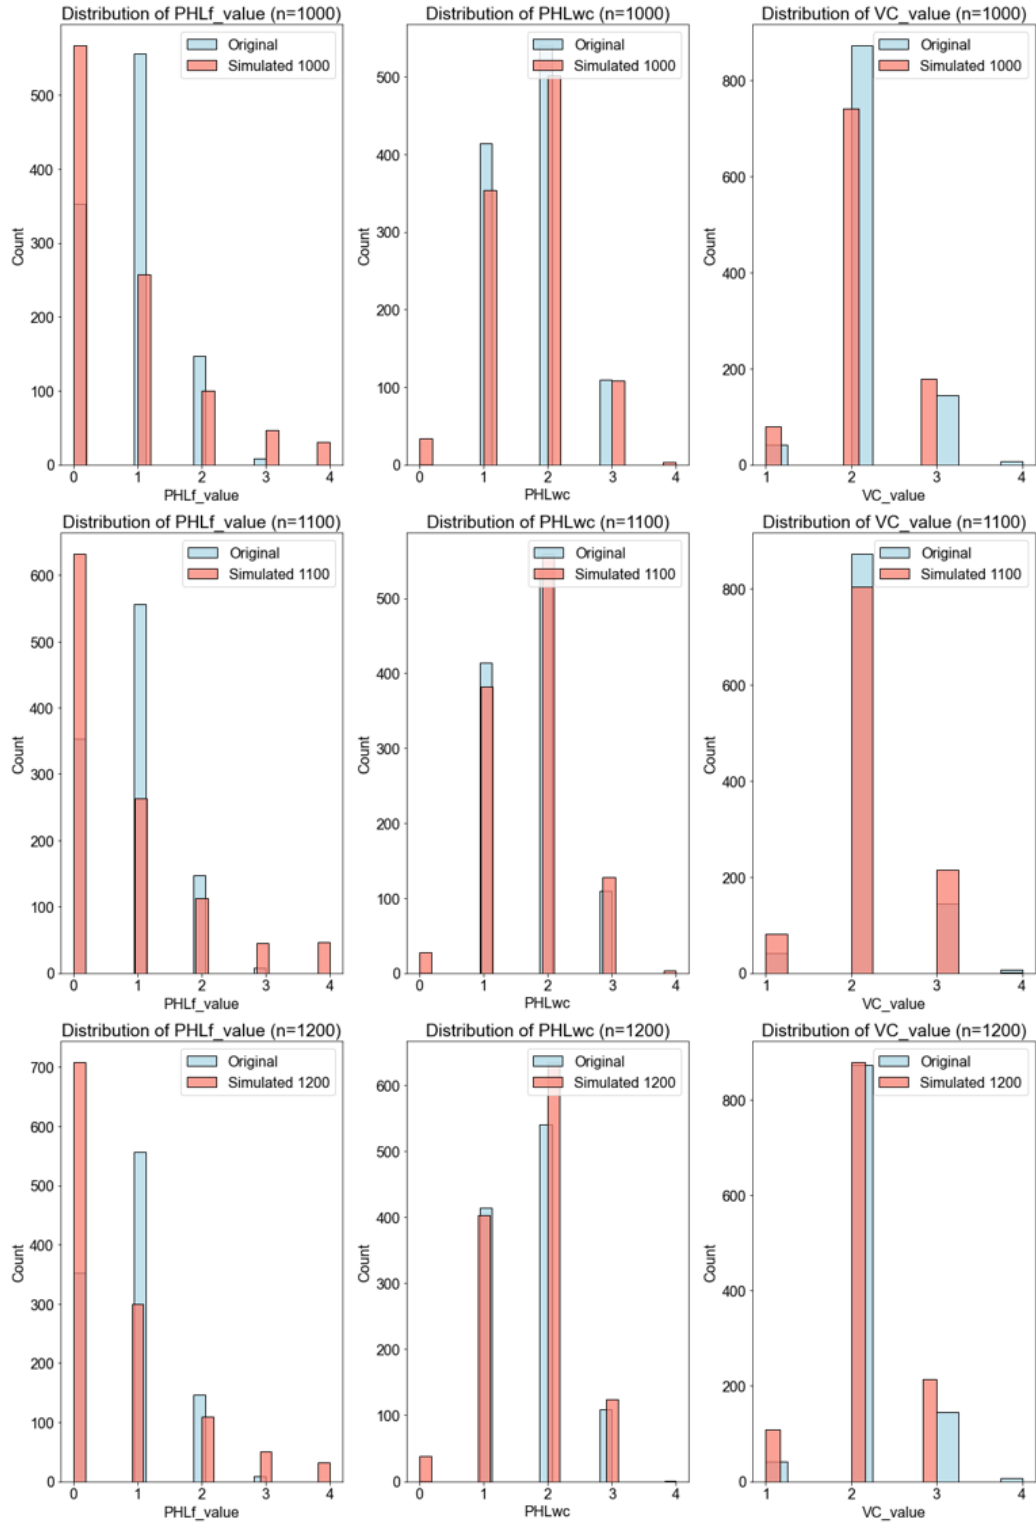 Distribution of PHLf_value (n=1000)
Original
Simulated 1000
500
400
300
200
100
0
Count
0 1 2 3 4
PHLf_value
Distribution of PHLwc (n=1000)
Original
Simulated 1000
500
400
300
200
100
0
Count
0 1 2 3 4
PHLwc
Distribution of VC_value (n=1000)
Original
Simulated 1000
800
600
400
200
0
Count
1 2 3 4
VC_value
Distribution of PHLf_value (n=1100)
Original
Simulated 1100
600
500
400
300
200
100
0
Count
0 1 2 3 4
PHLf_value
Distribution of PHLwc (n=1100)
Original
Simulated 1100
500
400
300
200
100
0
Count
0 1 2 3 4
PHLwc
Distribution of VC_value (n=1100)
Original
Simulated 1100
800
600
400
200
0
Count
1 2 3 4
VC_value
Distribution of PHLf_value (n=1200)
Original
Simulated 1200
700
600
500
400
300
200
100
0
Count
0 1 2 3 4
PHLf_value
Distribution of PHLwc (n=1200)
Original
Simulated 1200
600
500
400
300
200
100
0
Count
0 1 2 3 4
PHLwc
Distribution of VC_value (n=1200)
Original
Simulated 1200
800
600
400
200
0
Count
1 2 3 4
VC_value